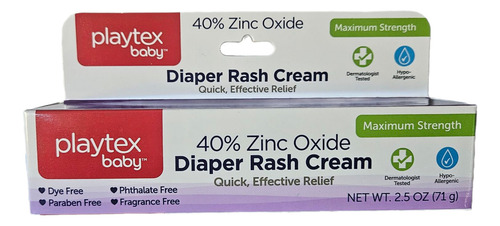 playtex
baby™
40% Zinc Oxide
Maximum Strength
Diaper Rash Cream
Quick, Effective Relief
Dermatologist
Tested
Hypo-
Allergenic
playtex
baby™
40% Zinc Oxide
Maximum Strength
Diaper Rash Cream
Quick, Effective Relief
Dermatologist
Tested
Hypo-
Allergenic
Dye Free
Phthalate Free
Paraben Free
Fragrance Free
NET WT. 2.5 OZ (71 g)